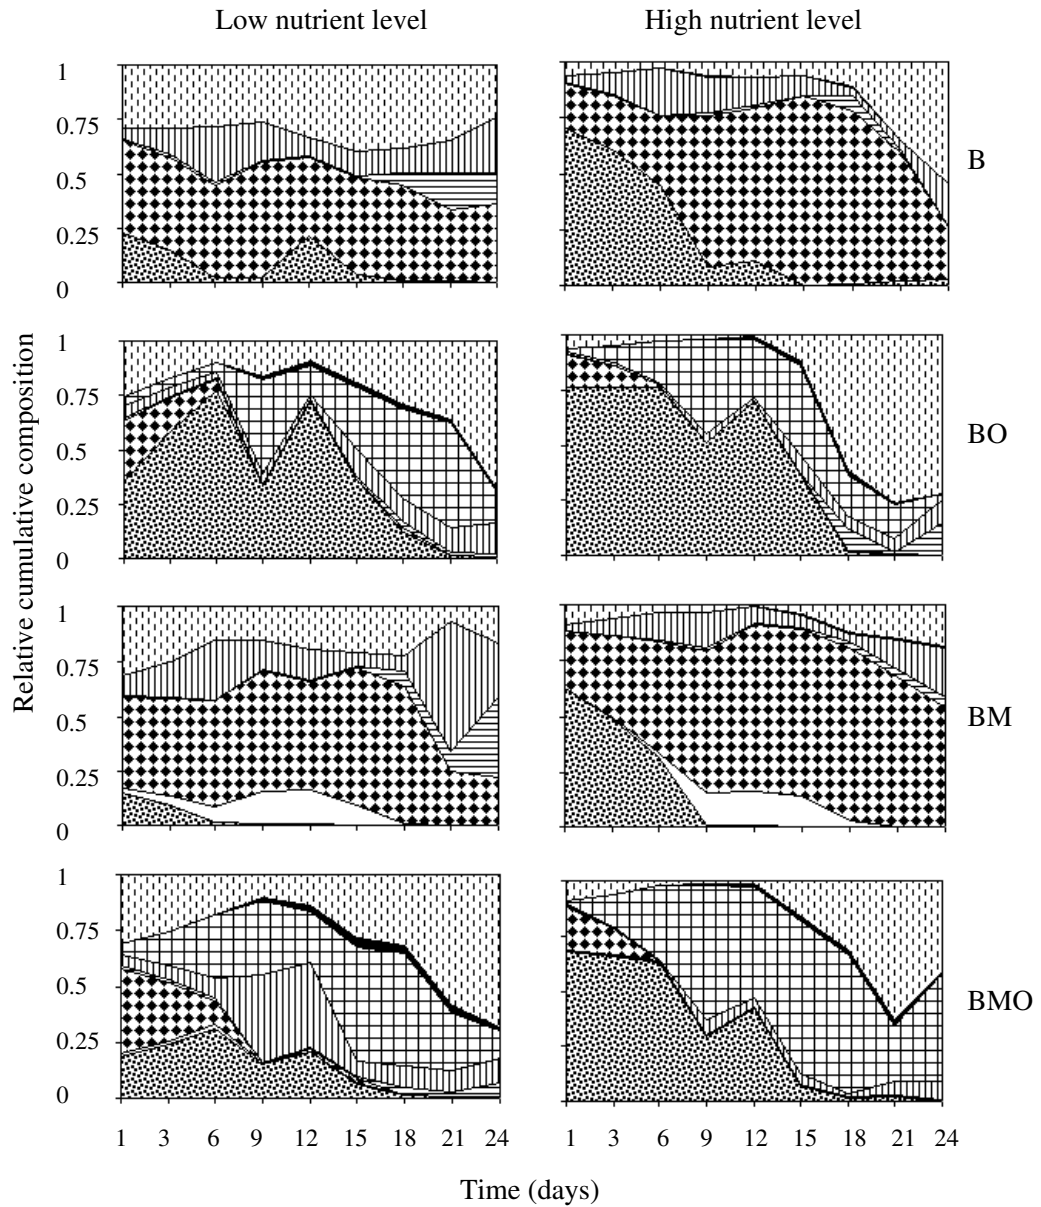 Low nutrient level High nutrient level
1
0.75
0.5
0.25
0
B
1
0.75
0.5
0.25
0
BO
Relative cumulative composition
1
0.75
0.5
0.25
0
BM
1
0.75
0.5
0.25
0
BMO
1 3 6 9 12 15 18 21 24 1 3 6 9 12 15 18 21 24
Time (days)